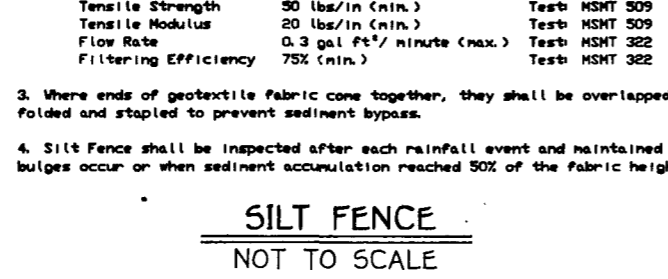 Tensile Strength 50 lbs/in (min.) Test: MSMT 509
Tensile Modulus 20 lbs/in (min.) Test: MSMT 509
Flow Rate 0.3 gal ft²/ minute (max.) Test: MSMT 322
Filtering Efficiency 75% (min.) Test: MSMT 322
3. Where ends of geotextile fabric come together, they shall be overlapped
folded and stapled to prevent sediment bypass.
4. Silt Fence shall be inspected after each rainfall event and maintained
bulges occur or when sediment accumulation reached 50% of the fabric heig
SILT FENCE
NOT TO SCALE